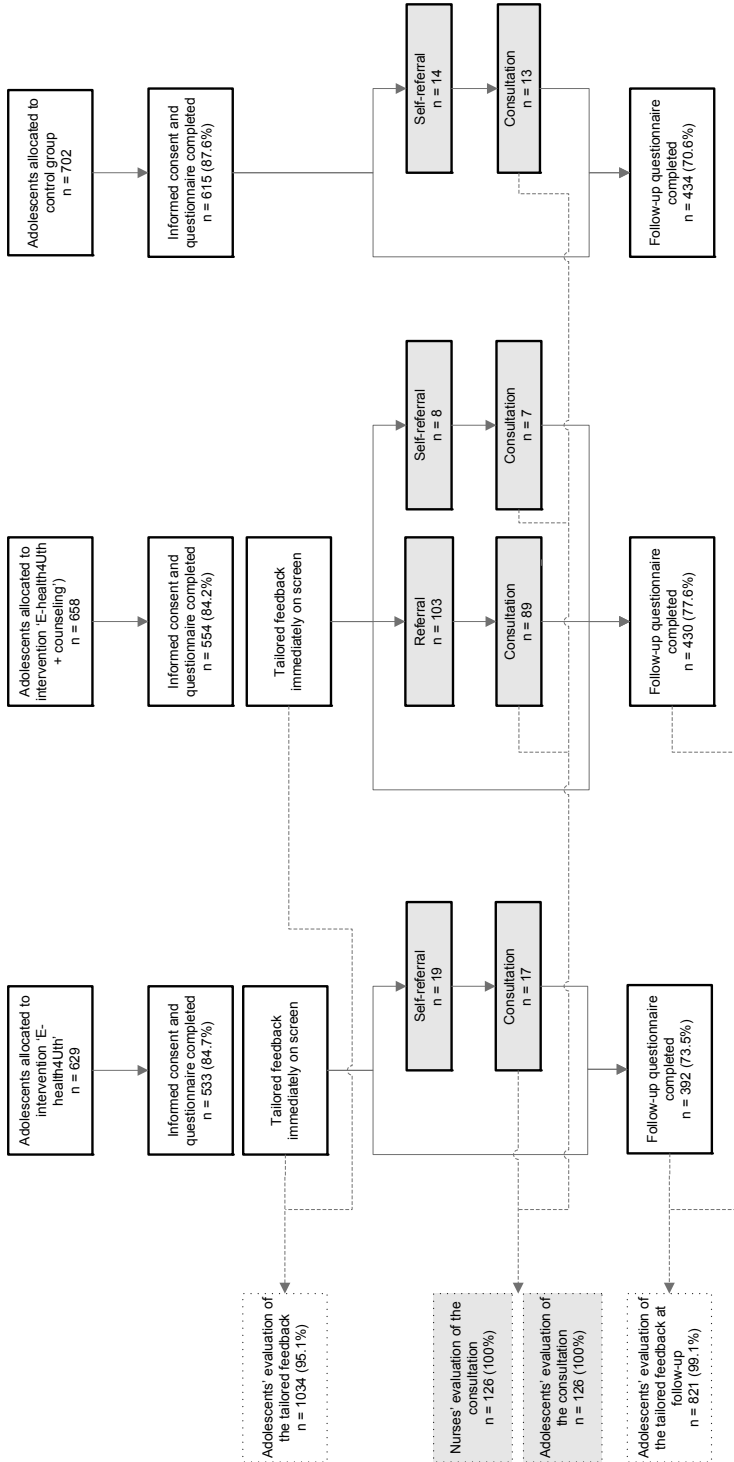 Adolescents allocated to
intervention ‘E-
health4Uth’
n = 629
Informed consent and
questionnaire completed
n = 533 (84.7%)
Tailored feedback
immediately on screen
Self-referral
n = 19
Consultation
n = 17
Follow-up questionnaire
completed
n = 392 (73.5%)
Adolescents allocated to
intervention ‘E-health4Uth
+ counseling’)
n = 658
Informed consent and
questionnaire completed
n = 554 (84.2%)
Tailored feedback
immediately on screen
Referral
n = 103
Consultation
n = 89
Self-referral
n = 8
Consultation
n = 7
Follow-up questionnaire
completed
n = 430 (77.6%)
Adolescents allocated to
control group
n = 702
Informed consent and
questionnaire completed
n = 615 (87.6%)
Self-referral
n = 14
Consultation
n = 13
Follow-up questionnaire
completed
n = 434 (70.6%)
Adolescents’ evaluation of
the tailored feedback
n = 1034 (95.1%)
Nurses’ evaluation of the
consultation
n = 126 (100%)
Adolescents’ evaluation of
the consultation
n = 126 (100%)
Adolescents’ evaluation of
the tailored feedback at
follow-up
n = 821 (99.1%)